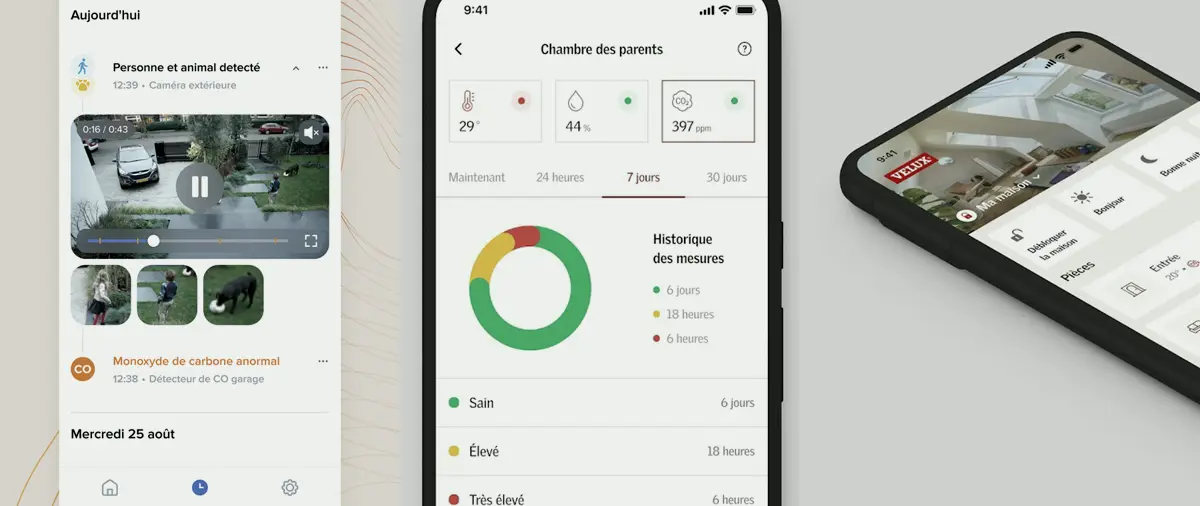 Aujourd'hui
Personne et animal detecté
12:39 • Caméra extérieure
0:16 / 0:43
CO
Monoxyde de carbone anormal
12:38 • Détecteur de CO garage
Mercredi 25 août
9:41
Chambre des parents
?
29°
44 %
CO₂
397 ppm
Maintenant
24 heures
7 jours
30 jours
Historique
des mesures
6 jours
18 heures
6 heures
Sain
6 jours
Élevé
18 heures
Très élevé
6 heures
9:41
VELUX
Ma maison
Débloquer
la maison
Bonjour
Bonne nuit
Pièces
Entrée
20°